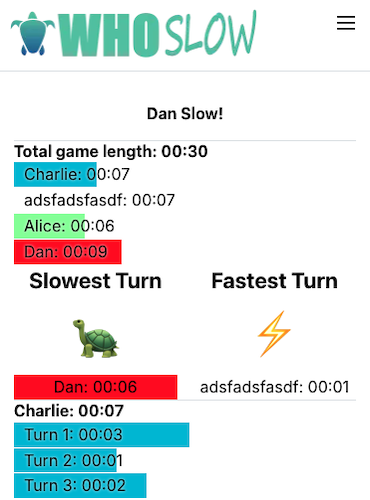 WHO SLOW
Dan Slow!
Total game length: 00:30
Charlie: 00:07
adsfadsfasdf: 00:07
Alice: 00:06
Dan: 00:09
Slowest Turn Fastest Turn
Dan: 00:06 adsfadsfasdf: 00:01
Charlie: 00:07
Turn 1: 00:03
Turn 2: 00:01
Turn 3: 00:02